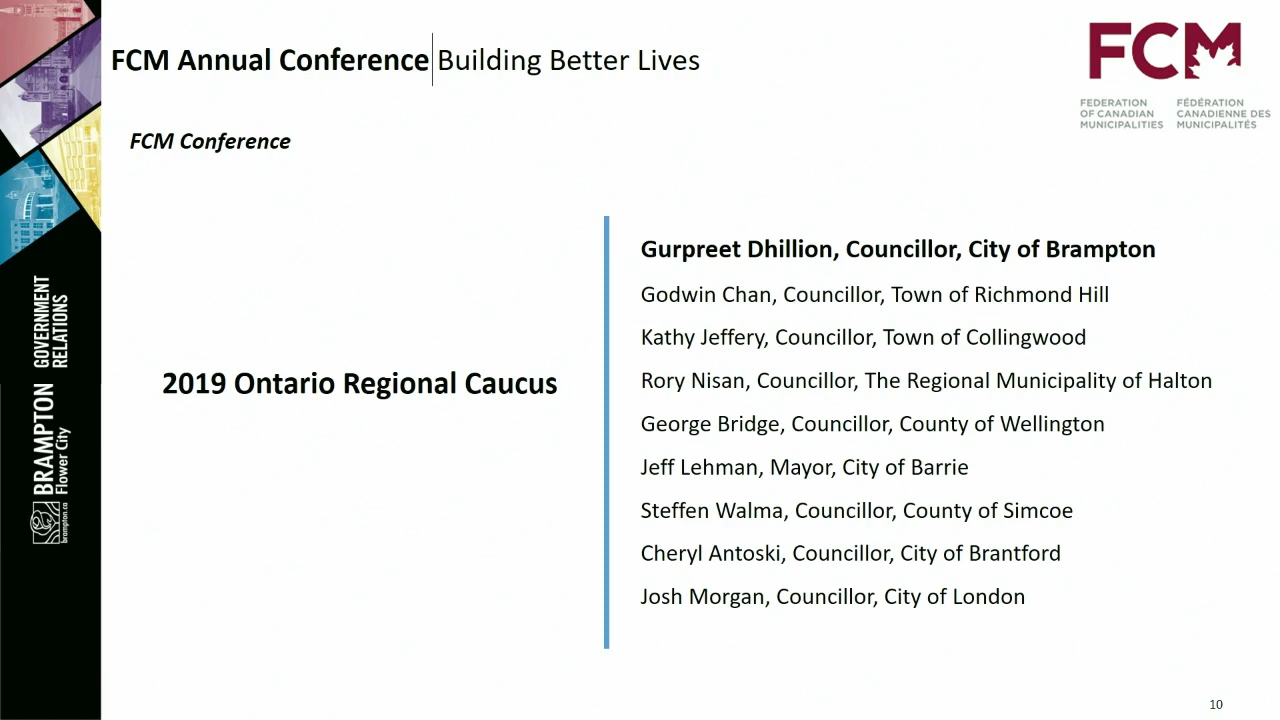 FCM Annual Conference Building Better Lives
FCM
FEDERATION
OF CANADIAN
MUNICIPALITIES
FÉDÉRATION
CANADIENNE DES
MUNICIPALITÉS
FCM Conference
2019 Ontario Regional Caucus
Gurpreet Dhillion, Councillor, City of Brampton
Godwin Chan, Councillor, Town of Richmond Hill
Kathy Jeffery, Councillor, Town of Collingwood
Rory Nisan, Councillor, The Regional Municipality of Halton
George Bridge, Councillor, County of Wellington
Jeff Lehman, Mayor, City of Barrie
Steffen Walma, Councillor, County of Simcoe
Cheryl Antoski, Councillor, City of Brantford
Josh Morgan, Councillor, City of London
GOVERNMENT
RELATIONS
BRAMPTON
Flower City
brampton.ca
10